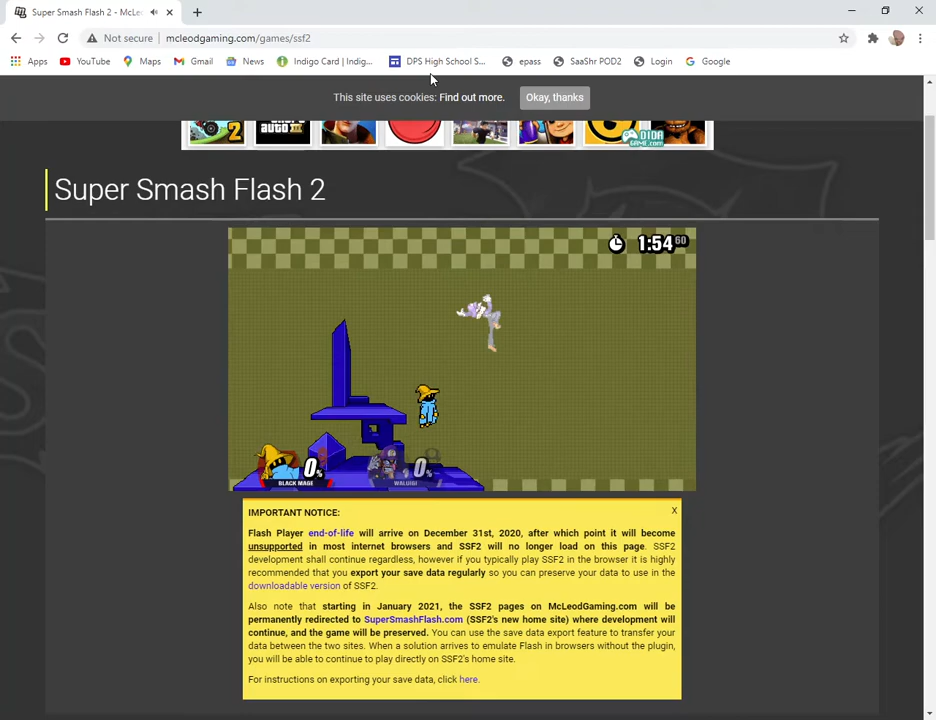 Super Smash Flash 2 - McLe
Not secure | mcleodgaming.com/games/ssf2
Apps YouTube Maps Gmail News Indigo Card | Indig... DPS High School S... epass SaaShr POD2 Login Google
This site uses cookies: Find out more. Okay, thanks
2 DIDA
GAME.com
Super Smash Flash 2
1:54 60
0% 0%
BLACK MAGE WALUIGI
IMPORTANT NOTICE: X
Flash Player end-of-life will arrive on December 31st, 2020, after which point it will become
unsupported in most internet browsers and SSF2 will no longer load on this page. SSF2
development shall continue regardless, however if you typically play SSF2 in the browser it is highly
recommended that you export your save data regularly so you can preserve your data to use in the
downloadable version of SSF2.
Also note that starting in January 2021, the SSF2 pages on McLeodGaming.com will be
permanently redirected to SuperSmashFlash.com (SSF2's new home site) where development will
continue, and the game will be preserved. You can use the save data export feature to transfer your
data between the two sites. When a solution arrives to emulate Flash in browsers without the plugin,
you will be able to continue to play directly on SSF2's home site.
For instructions on exporting your save data, click here.